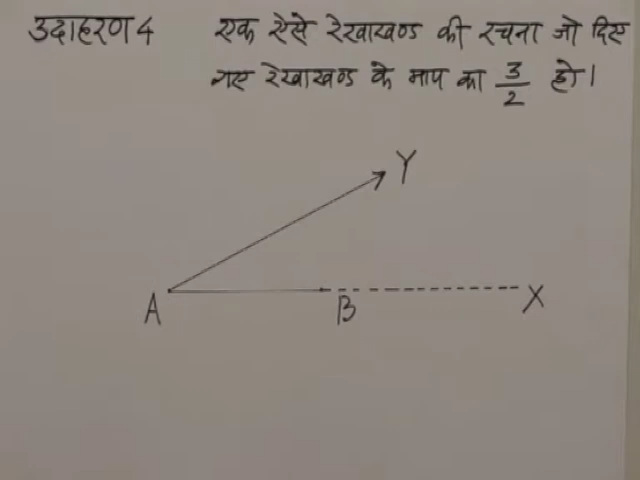 उदाहरण 4 एक ऐसे रेखाखण्ड की रचना जो दिए
गए रेखाखण्ड के माप का 3/2 हो।
Y
A B X